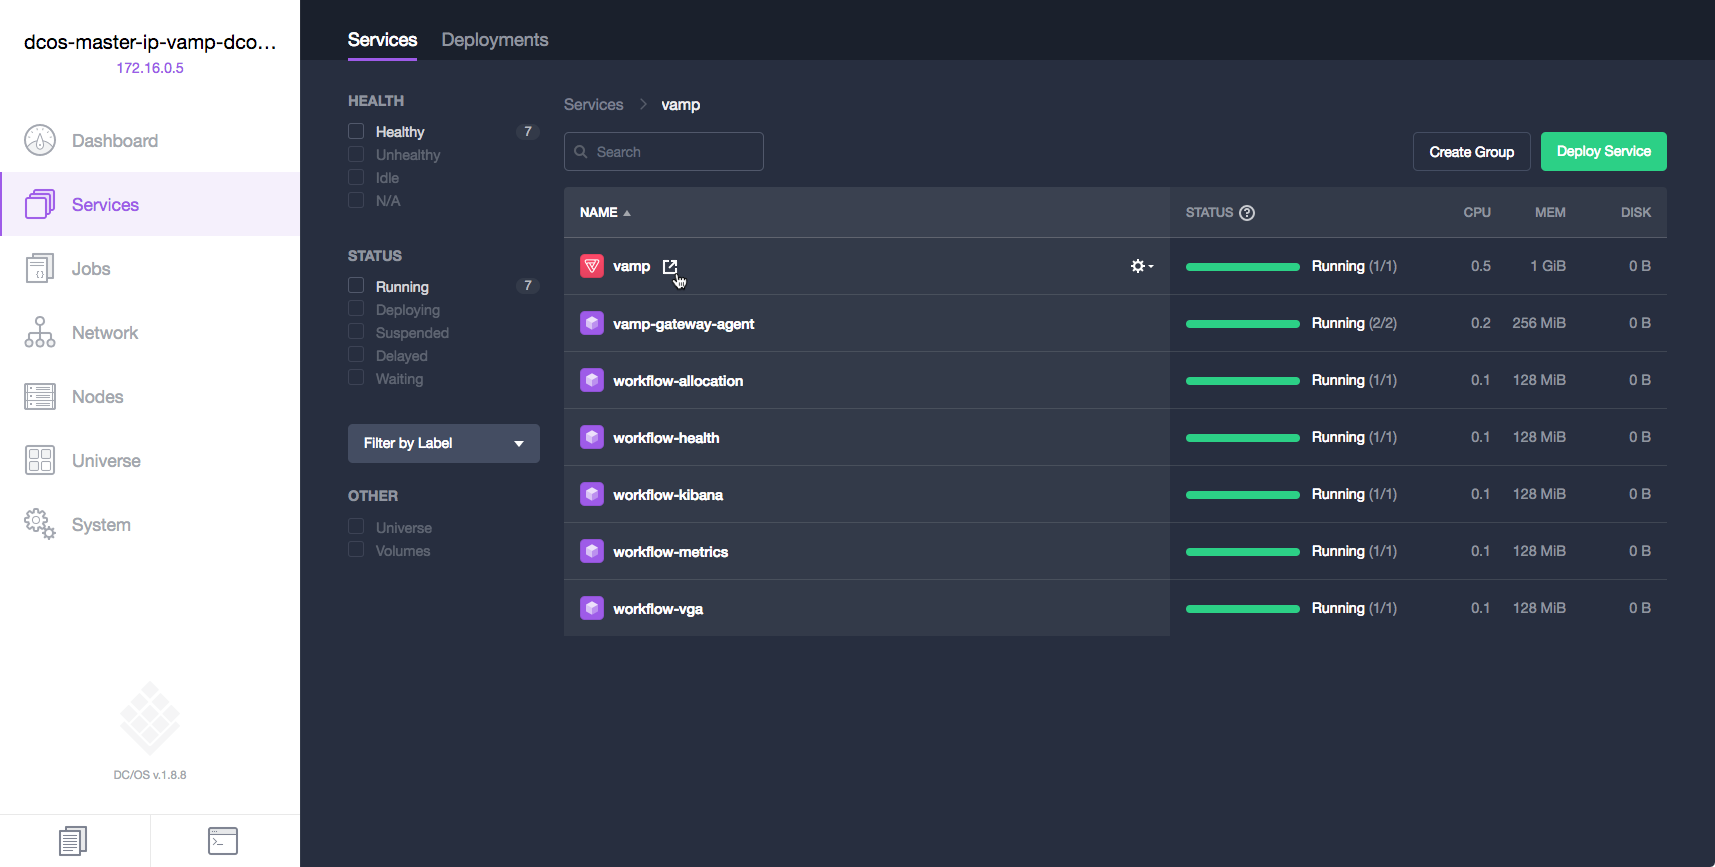 dcos-master-ip-vamp-dco...
172.16.0.5
Dashboard
Services
Jobs
Network
Nodes
Universe
System
DC/OS v.1.8.8
Services Deployments
HEALTH
Healthy 7
Unhealthy
Idle
N/A
STATUS
Running 7
Deploying
Suspended
Delayed
Waiting
Filter by Label
OTHER
Universe
Volumes
Services > vamp
Search
Create Group
Deploy Service
NAME STATUS ? CPU MEM DISK
vamp Running (1/1) 0.5 1 GiB 0 B
vamp-gateway-agent Running (2/2) 0.2 256 MiB 0 B
workflow-allocation Running (1/1) 0.1 128 MiB 0 B
workflow-health Running (1/1) 0.1 128 MiB 0 B
workflow-kibana Running (1/1) 0.1 128 MiB 0 B
workflow-metrics Running (1/1) 0.1 128 MiB 0 B
workflow-vga Running (1/1) 0.1 128 MiB 0 B